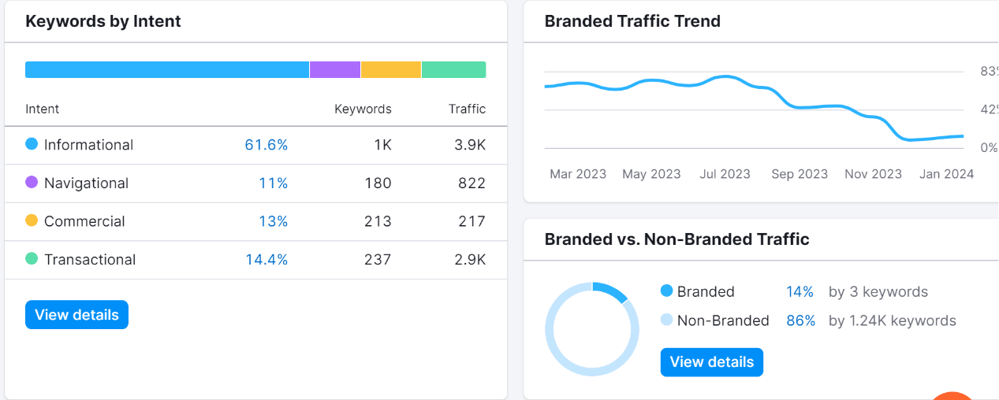 Keywords by Intent
Intent Keywords Traffic
Informational 61.6% 1K 3.9K
Navigational 11% 180 822
Commercial 13% 213 217
Transactional 14.4% 237 2.9K
View details
Branded Traffic Trend
83%
42%
0%
Mar 2023 May 2023 Jul 2023 Sep 2023 Nov 2023 Jan 2024
Branded vs. Non-Branded Traffic
Branded 14% by 3 keywords
Non-Branded 86% by 1.24K keywords
View details